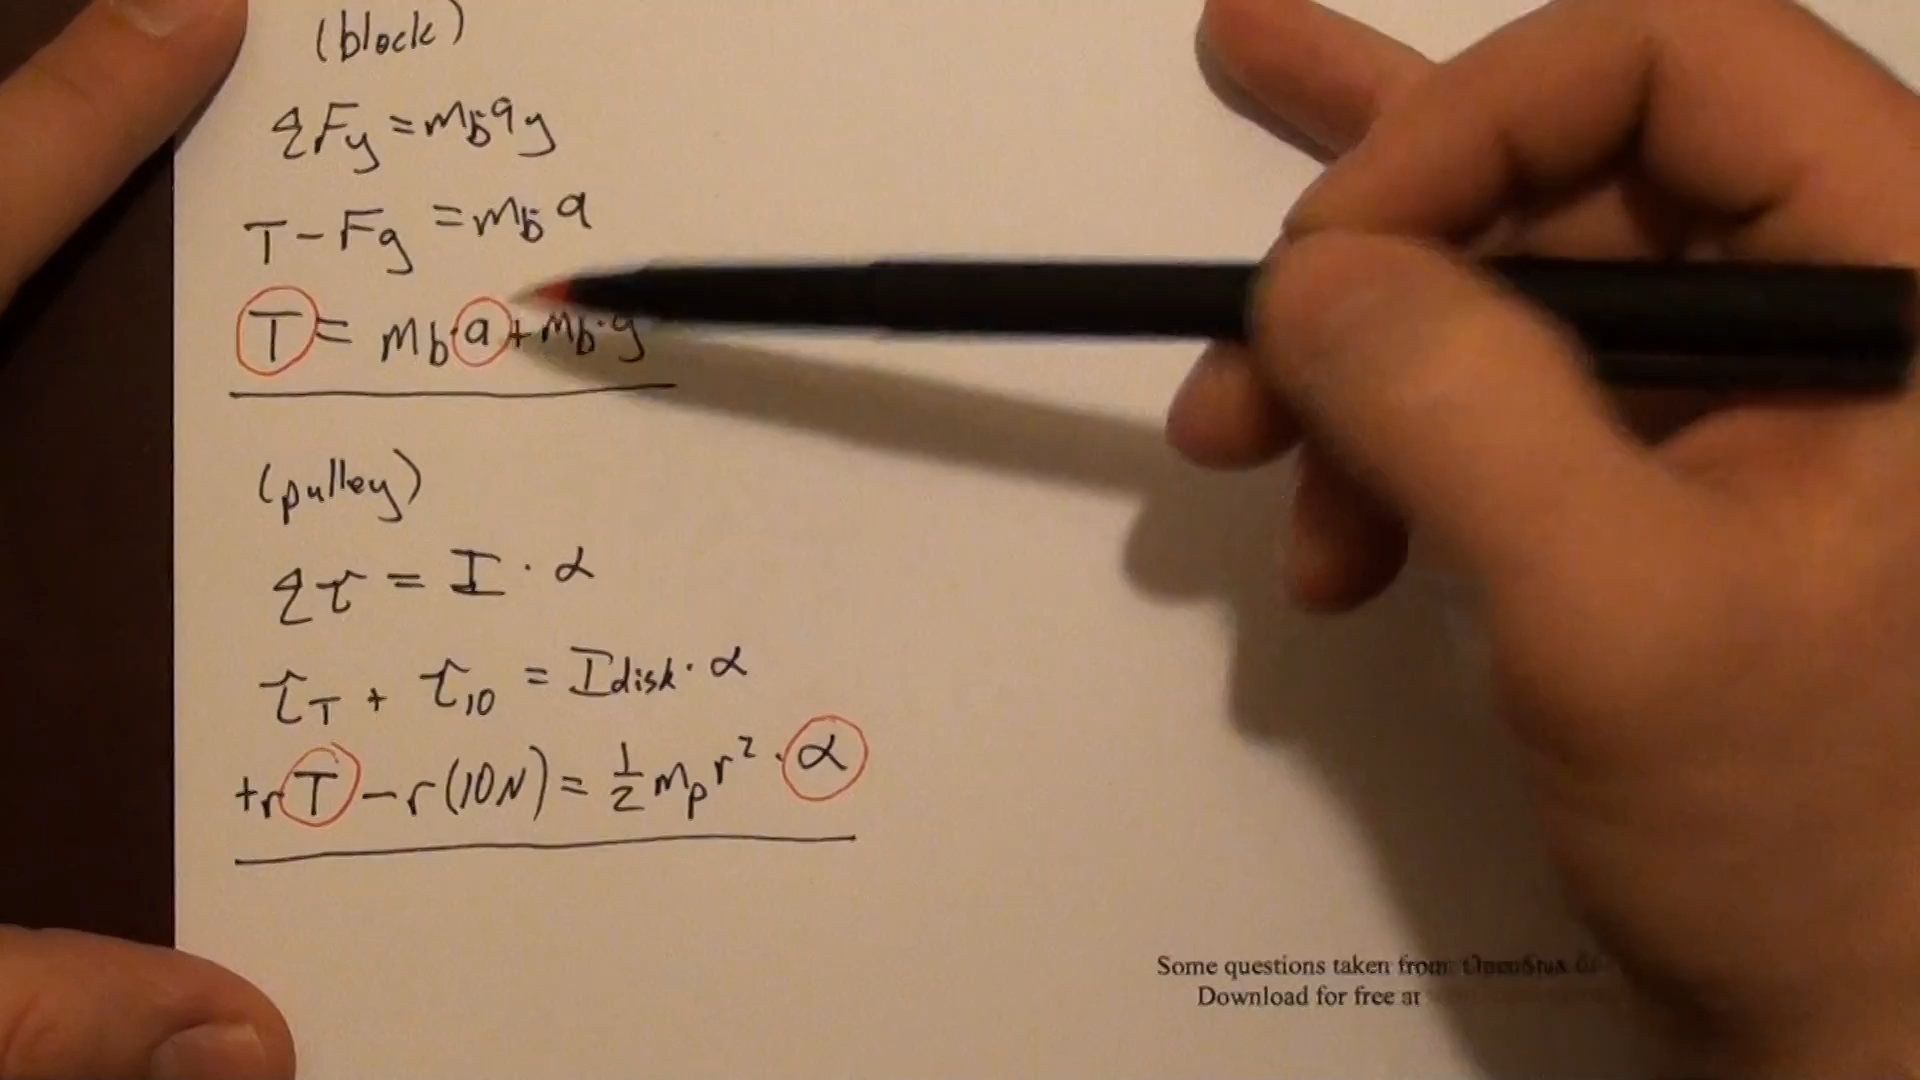 (block)
ΣFy = mb ay
T - Fg = mb a
T = mb·a + mb·g
(pulley)
Στ = I · α
τT + τ10 = Idisk · α
+rT - r(10N) = 1/2 mp r² · α
Some questions taken from
Download for free at